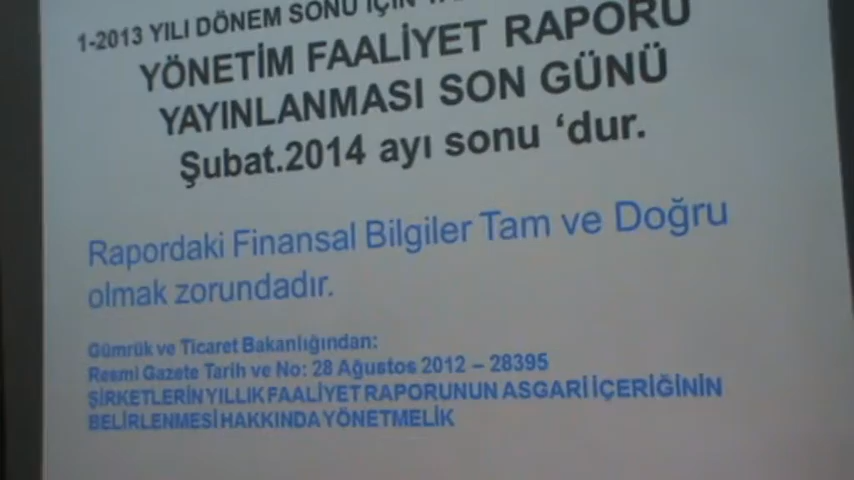 1-2013 YILI DÖNEM SONU İÇİN
YÖNETİM FAALİYET RAPORU
YAYINLANMASI SON GÜNÜ
Şubat.2014 ayı sonu ‘dur.
Rapordaki Finansal Bilgiler Tam ve Doğru
olmak zorundadır.
Gümrük ve Ticaret Bakanlığından:
Resmi Gazete Tarih ve No: 28 Ağustos 2012 – 28395
ŞİRKETLERİN YILLIK FAALİYET RAPORUNUN ASGARİ İÇERİĞİNİN
BELİRLENMESİ HAKKINDA YÖNETMELİK